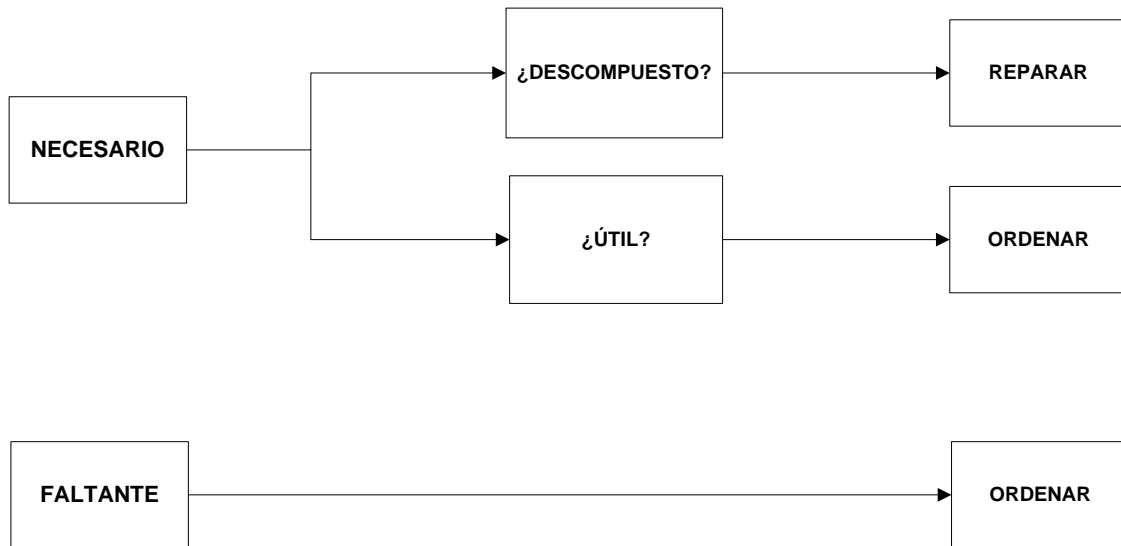 ¿DESCOMPUESTO?
REPARAR
NECESARIO
¿ÚTIL?
ORDENAR
FALTANTE
ORDENAR